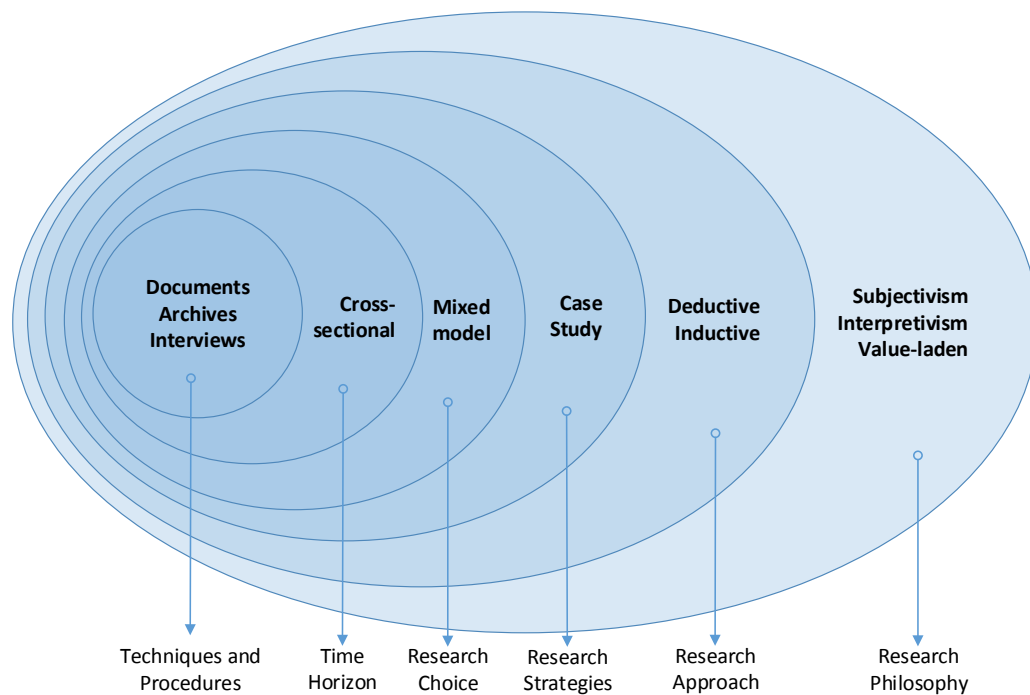 Documents
Archives
Interviews
Cross-
sectional
Mixed
model
Case
Study
Deductive
Inductive
Subjectivism
Interpretivism
Value-laden
Techniques and
Procedures
Time
Horizon
Research
Choice
Research
Strategies
Research
Approach
Research
Philosophy